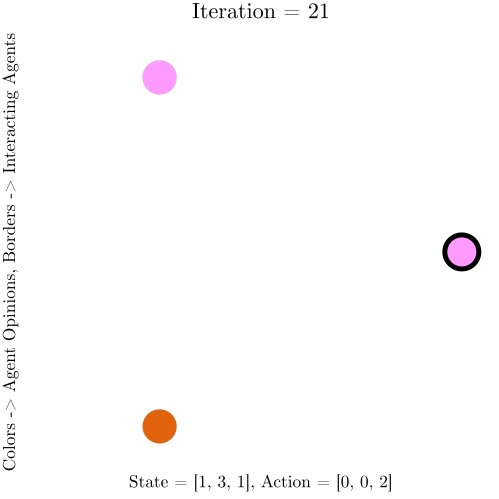 Iteration = 21
Colors -> Agent Opinions, Borders -> Interacting Agents
State = [1, 3, 1], Action = [0, 0, 2]